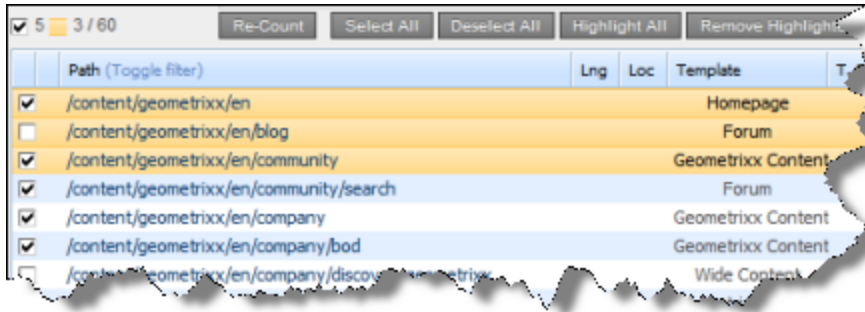 5 3 / 60 Re-Count Select All Deselect All Highlight All Remove
Path (Toggle filter) Lng Loc Template
/content/geometrixx/en Homepage
/content/geometrixx/en/blog Forum
/content/geometrixx/en/community Geometrixx Content
/content/geometrixx/en/community/search Forum
/content/geometrixx/en/company Geometrixx Content
/content/geometrixx/en/company/bod Geometrixx Content
Wide Content